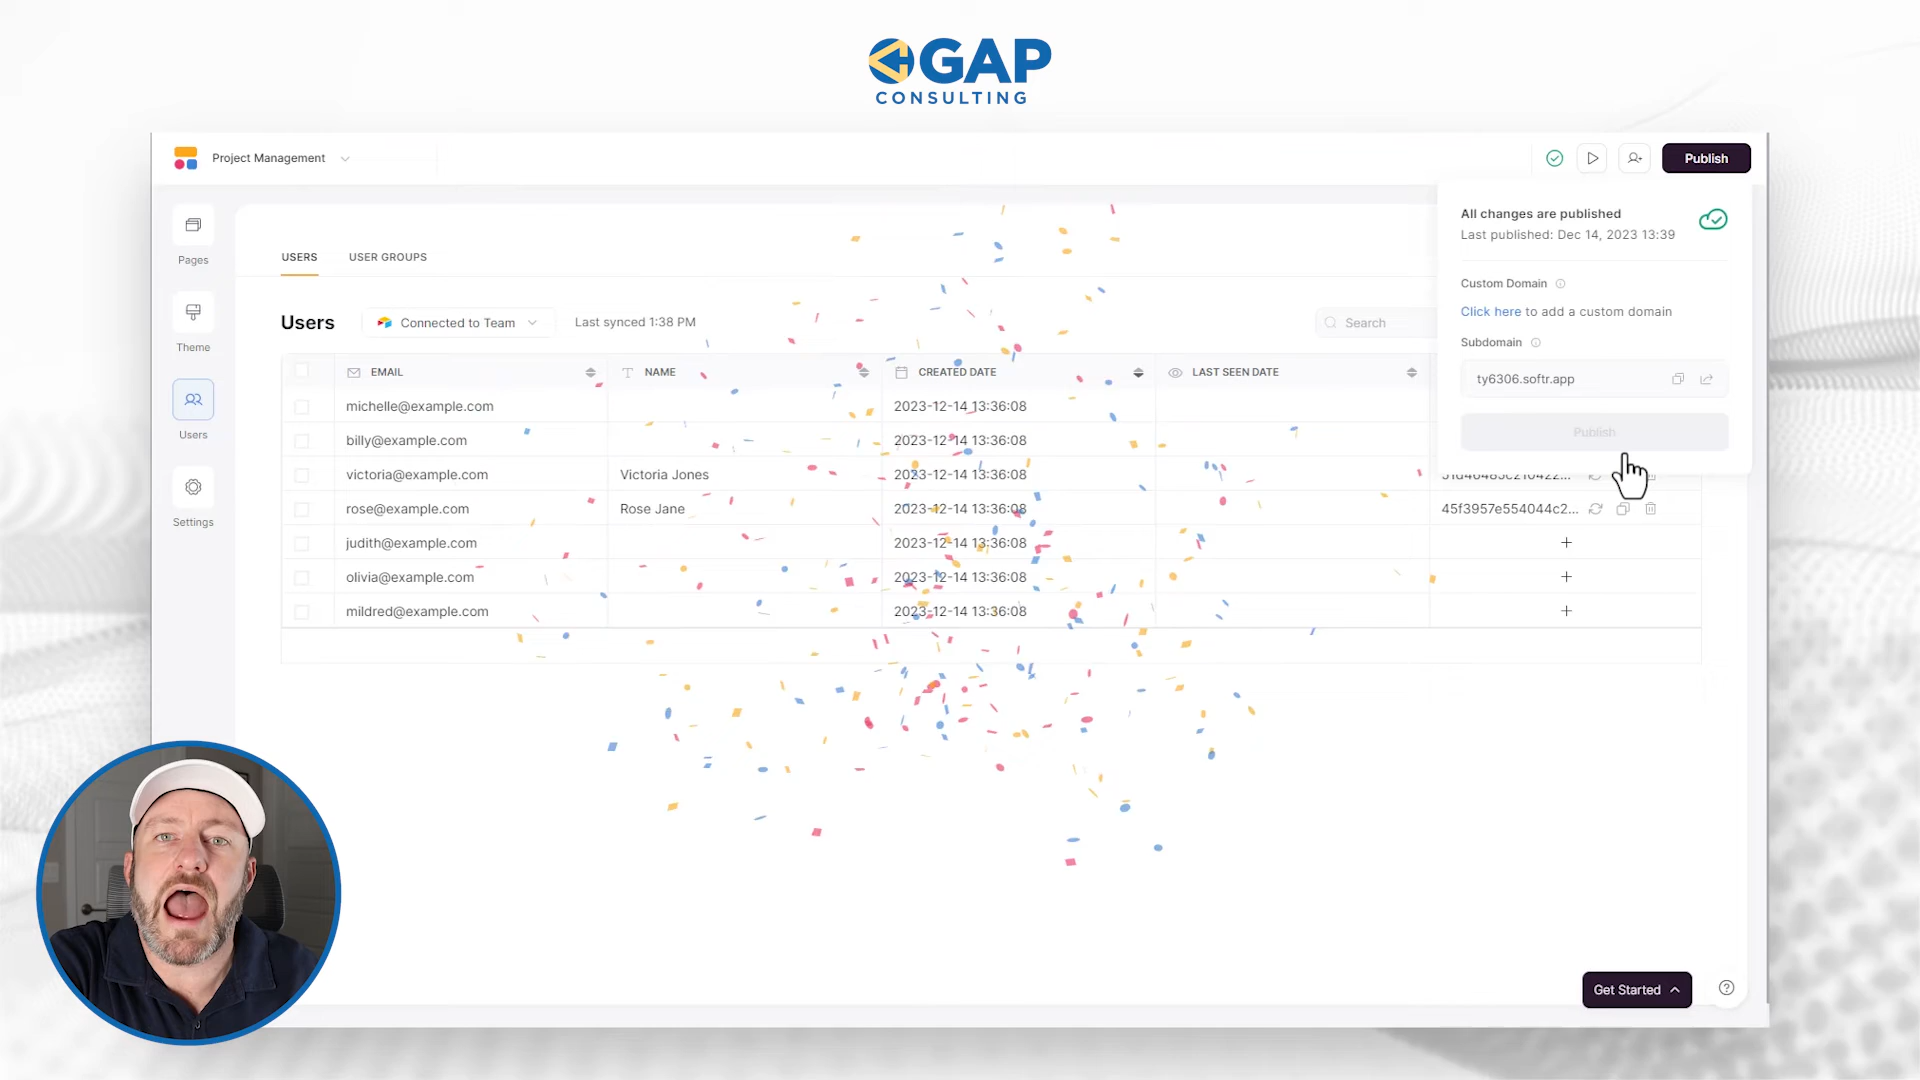 GAP
CONSULTING
Project Management
Publish
All changes are published
Last published: Dec 14, 2023 13:39
Custom Domain
Click here to add a custom domain
Subdomain
ty6306.softr.app
Publish
Pages
Theme
Users
Settings
USERS USER GROUPS
Users Connected to Team Last synced 1:38 PM Search
EMAIL NAME CREATED DATE LAST SEEN DATE
michelle@example.com 2023-12-14 13:36:08
billy@example.com 2023-12-14 13:36:08
victoria@example.com Victoria Jones 2023-12-14 13:36:08
rose@example.com Rose Jane 2023-12-14 13:36:08 45f3957e554044c2...
judith@example.com 2023-12-14 13:36:08 +
olivia@example.com 2023-12-14 13:36:08 +
mildred@example.com 2023-12-14 13:36:08 +
Get Started